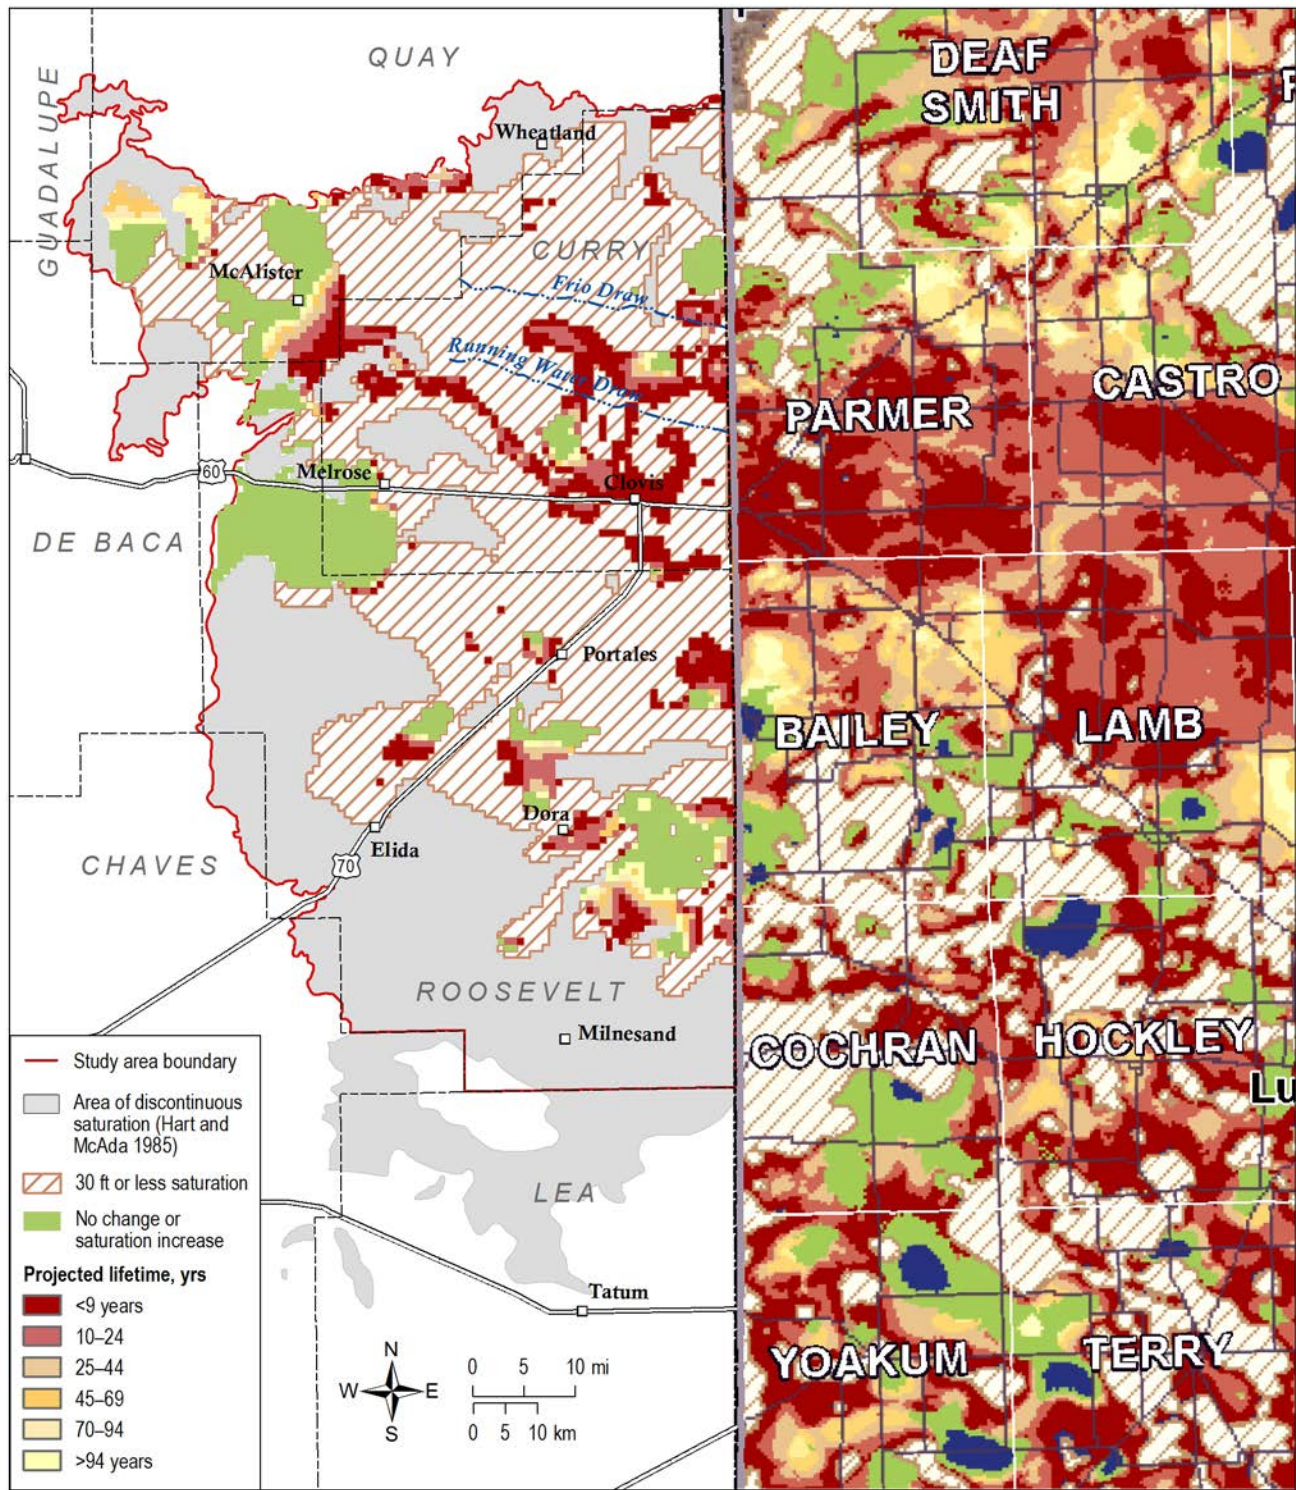 QUAY
GUADALUPE
Wheatland
CURRY
McAlister
Frio Draw
Running Water Draw
60
Melrose
Clovis
DE BACA
Portales
Dora
Elida
70
CHAVES
ROOSEVELT
Milnesand
LEA
Tatum
DEAF
SMITH
PARMER
CASTRO
BAILEY
LAMB
COCHRAN
HOCKLEY
Lu
YOAKUM
TERRY
Study area boundary
Area of discontinuous
saturation (Hart and
McAda 1985)
30 ft or less saturation
No change or
saturation increase
Projected lifetime, yrs
<9 years
10–24
25–44
45–69
70–94
>94 years
N
W E
S
0 5 10 mi
0 5 10 km